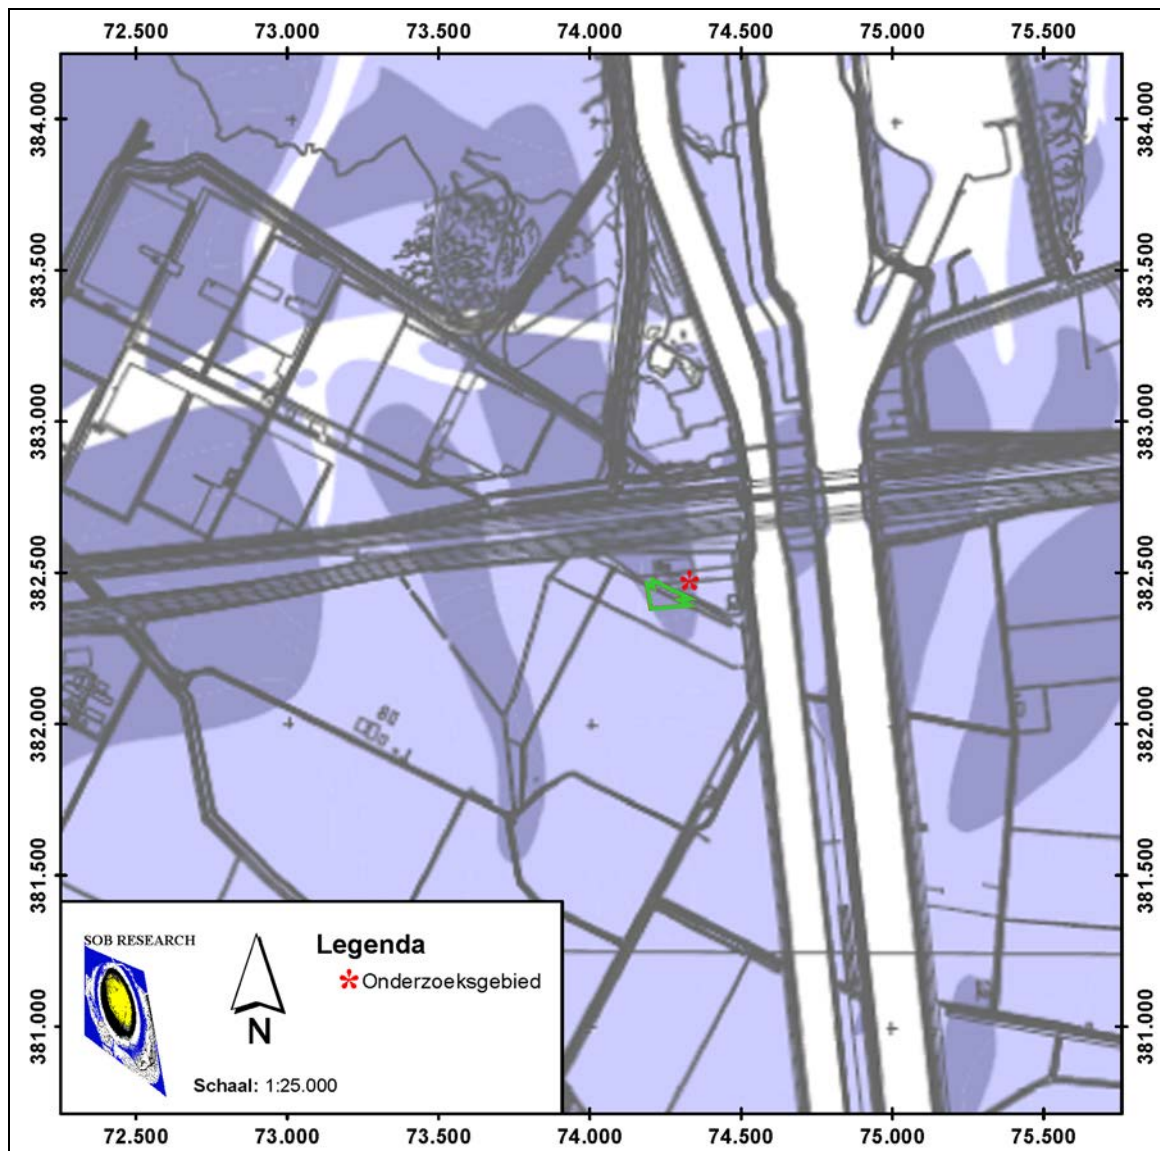 72.500 73.000 73.500 74.000 74.500 75.000 75.500
384.000 384.000
383.500 383.500
383.000 383.000
382.500 382.500
382.000 382.000
381.500 381.500
381.000 381.000
SOB RESEARCH
Legenda
Onderzoeksgebied
N
Schaal: 1:25.000
72.500 73.000 73.500 74.000 74.500 75.000 75.500